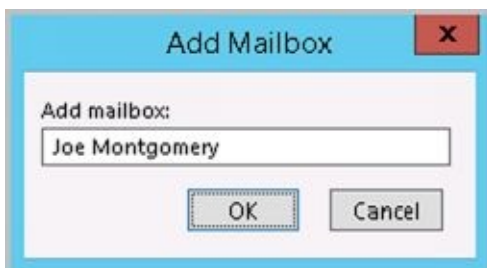 Add Mailbox
x
Add mailbox:
Joe Montgomery
OK Cancel